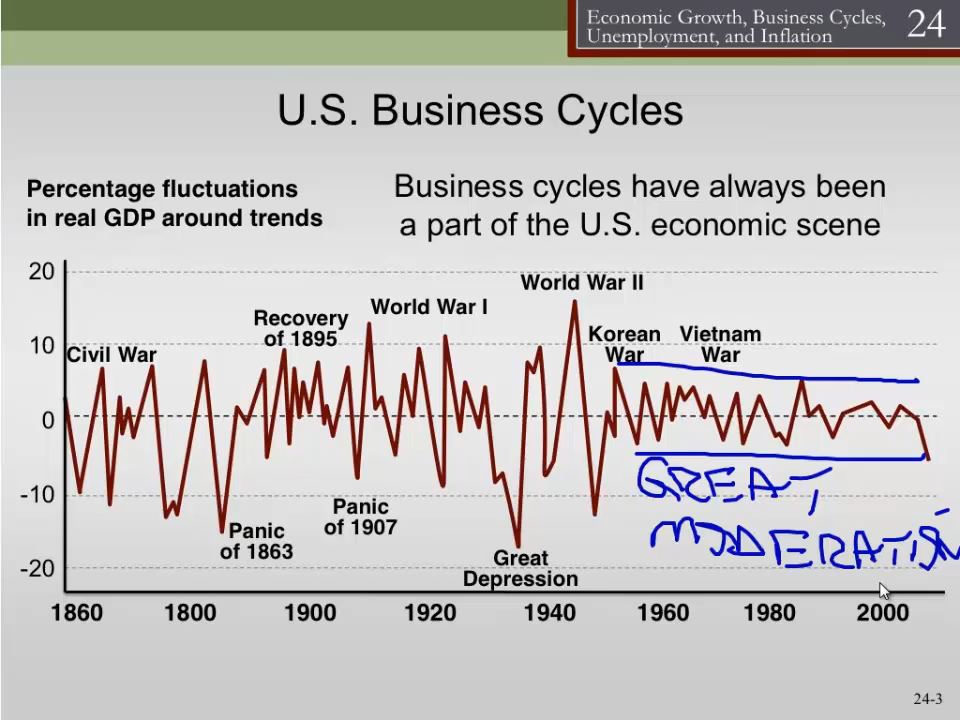 Economic Growth, Business Cycles,
Unemployment, and Inflation
24
U.S. Business Cycles
Percentage fluctuations
in real GDP around trends
Business cycles have always been
a part of the U.S. economic scene
20
10
0
-10
-20
Civil War
Recovery
of 1895
World War I
World War II
Korean
War
Vietnam
War
Panic
of 1863
Panic
of 1907
Great
Depression
GREAT
MODERATION
1860
1800
1900
1920
1940
1960
1980
2000
24-3